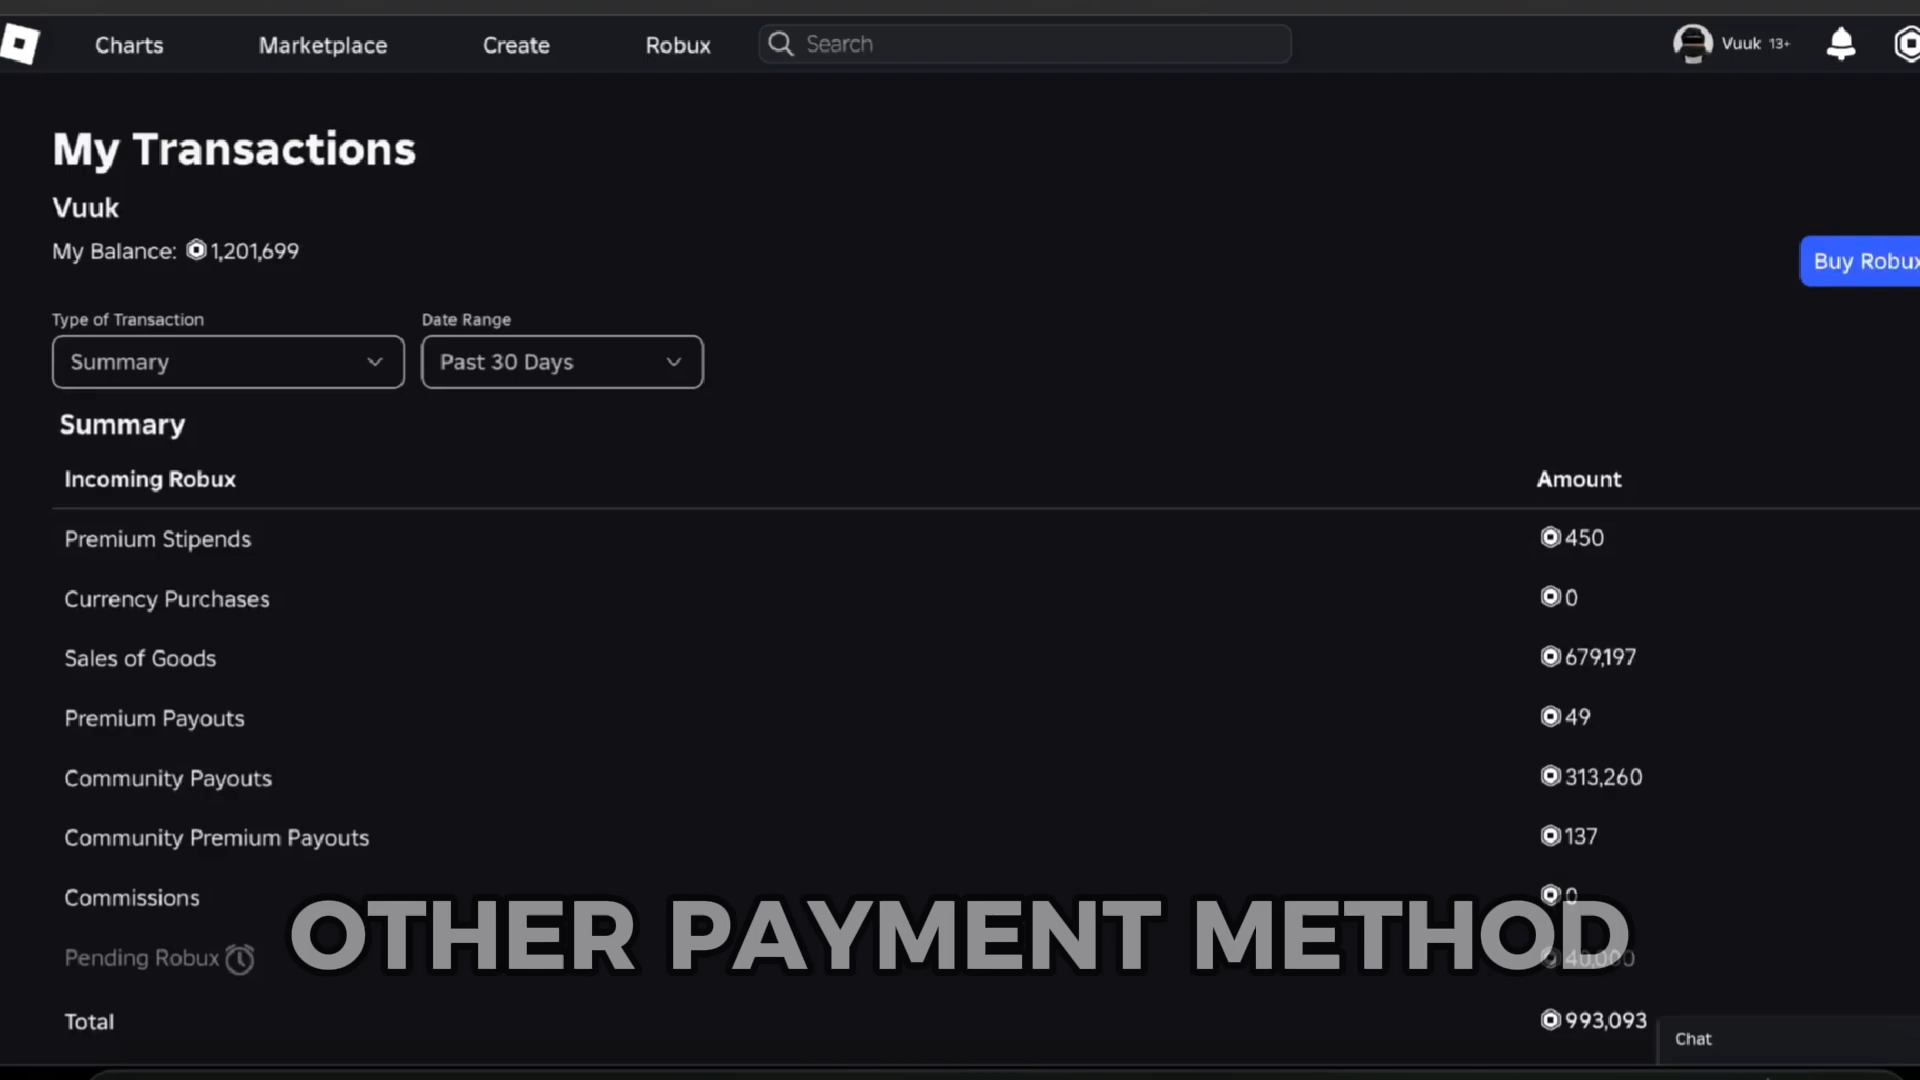 Charts Marketplace Create Robux Search Vuuk 13+
My Transactions
Vuuk
My Balance: 1,201,699
Buy Robux
Type of Transaction Date Range
Summary Past 30 Days
Summary
Incoming Robux Amount
Premium Stipends 450
Currency Purchases 0
Sales of Goods 679,197
Premium Payouts 49
Community Payouts 313,260
Community Premium Payouts 137
Commissions 0
OTHER PAYMENT METHOD
Pending Robux 40,000
Total 993,093
Chat